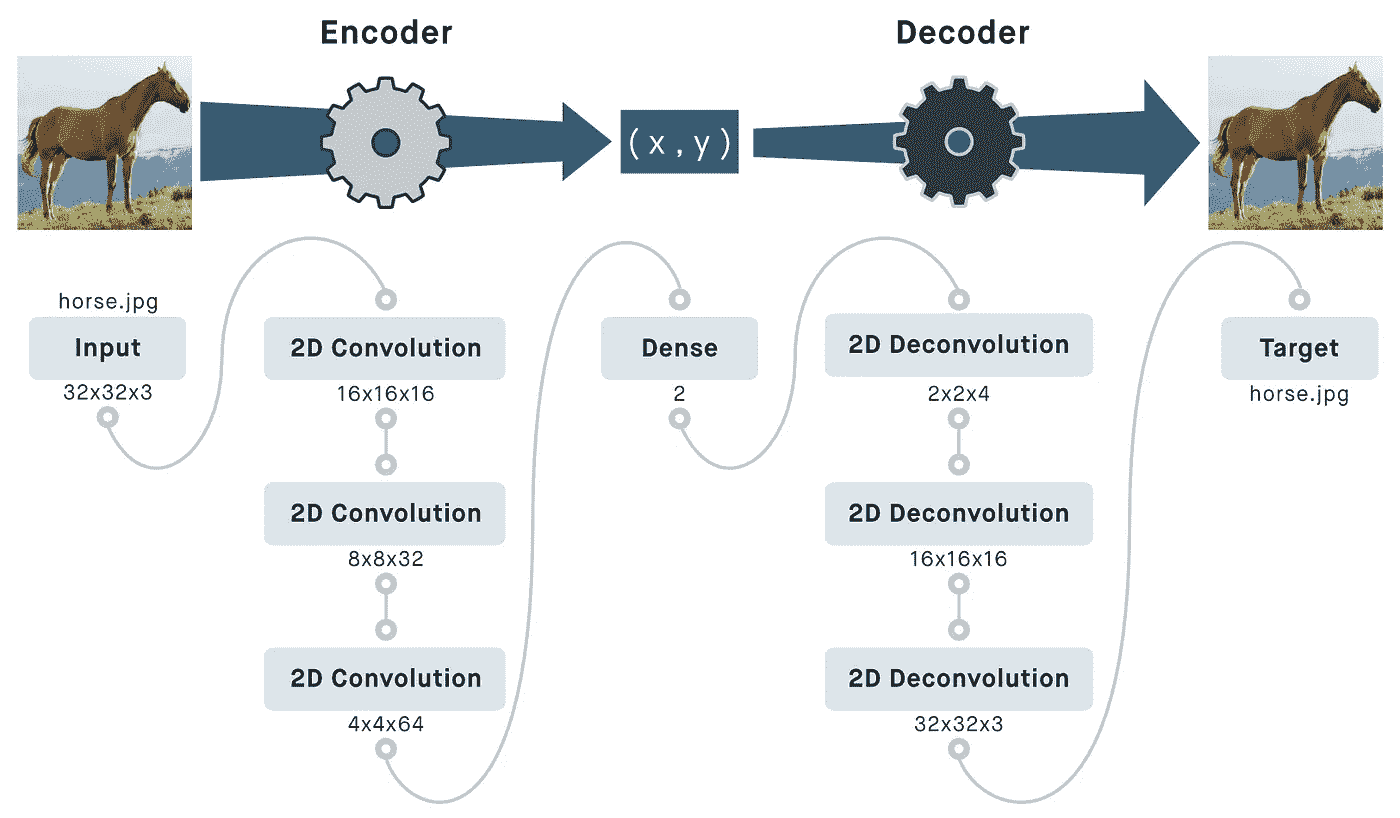 Encoder
Decoder
(x,y)
horse.jpg
Input
32x32x3
2D Convolution
16x16x16
2D Convolution
8x8x32
2D Convolution
4x4x64
Dense
2
2D Deconvolution
2x2x4
2D Deconvolution
16x16x16
2D Deconvolution
32x32x3
Target
horse.jpg